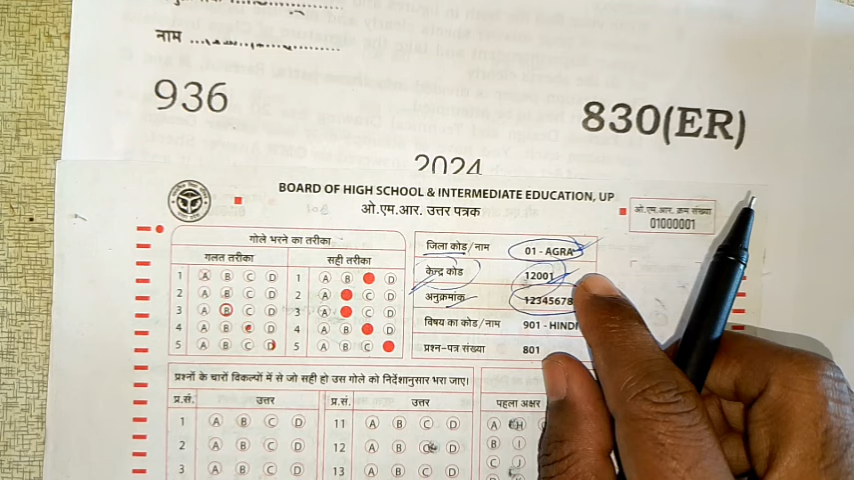 नाम
936
830(ER)
2024
BOARD OF HIGH SCHOOL & INTERMEDIATE EDUCATION, UP
ओ.एम.आर. उत्तर पत्रक
ओ.एम.आर. क्रम संख्या
01000001
गोले भरने का तरीका
गलत तरीका सही तरीका
1 A B C D 1 A B D
2 A B C D 2 A C D
3 A B C D 3 A C D
4 A B C D 4 A B D
5 A B C D 5 A B C
जिला कोड/नाम 01 - AGRA
केन्द्र कोड 12001
अनुक्रमांक 12345678
विषय का कोड/नाम 901 - HINDI
प्रश्न-पत्र संख्या 801
प्रश्नों के चारों विकल्पों में से जो सही हो उस गोले को निर्देशानुसार भरा जाए।
प्र.सं. उत्तर प्र.सं. उत्तर पहला अक्षर
1 A B C D 11 A B C D A H
2 A B C D 12 A B C D B I
3 A B C D 13 A B C D C J